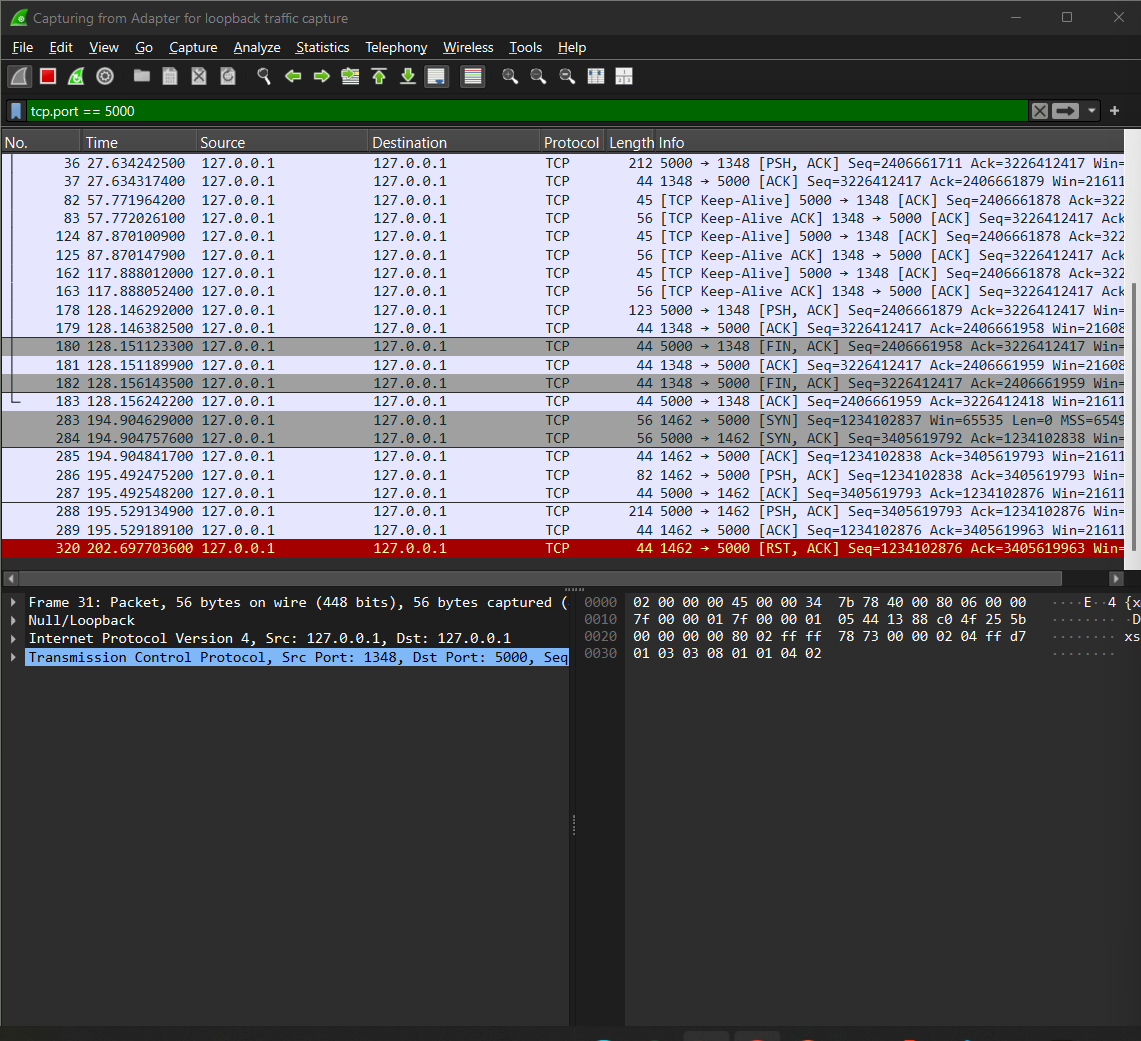 Capturing from Adapter for loopback traffic capture
File Edit View Go Capture Analyze Statistics Telephony Wireless Tools Help
tcp.port == 5000
No. Time Source Destination Protocol Length Info
36 27.634242500 127.0.0.1 127.0.0.1 TCP 212 5000 → 1348 [PSH, ACK] Seq=2406661711 Ack=3226412417 Win=
37 27.634317400 127.0.0.1 127.0.0.1 TCP 44 1348 → 5000 [ACK] Seq=3226412417 Ack=2406661879 Win=21611
82 57.771964200 127.0.0.1 127.0.0.1 TCP 45 [TCP Keep-Alive] 5000 → 1348 [ACK] Seq=2406661878 Ack=322
83 57.772026100 127.0.0.1 127.0.0.1 TCP 56 [TCP Keep-Alive ACK] 1348 → 5000 [ACK] Seq=3226412417 Ack
124 87.870100900 127.0.0.1 127.0.0.1 TCP 45 [TCP Keep-Alive] 5000 → 1348 [ACK] Seq=2406661878 Ack=322
125 87.870147900 127.0.0.1 127.0.0.1 TCP 56 [TCP Keep-Alive ACK] 1348 → 5000 [ACK] Seq=3226412417 Ack
162 117.888012000 127.0.0.1 127.0.0.1 TCP 45 [TCP Keep-Alive] 5000 → 1348 [ACK] Seq=2406661878 Ack=322
163 117.888052400 127.0.0.1 127.0.0.1 TCP 56 [TCP Keep-Alive ACK] 1348 → 5000 [ACK] Seq=3226412417 Ack
178 128.146292000 127.0.0.1 127.0.0.1 TCP 123 5000 → 1348 [PSH, ACK] Seq=2406661879 Ack=3226412417 Win=
179 128.146382500 127.0.0.1 127.0.0.1 TCP 44 1348 → 5000 [ACK] Seq=3226412417 Ack=2406661958 Win=21608
180 128.151123300 127.0.0.1 127.0.0.1 TCP 44 5000 → 1348 [FIN, ACK] Seq=2406661958 Ack=3226412417 Win=
181 128.151189900 127.0.0.1 127.0.0.1 TCP 44 1348 → 5000 [ACK] Seq=3226412417 Ack=2406661959 Win=21608
182 128.156143500 127.0.0.1 127.0.0.1 TCP 44 1348 → 5000 [FIN, ACK] Seq=3226412417 Ack=2406661959 Win=
183 128.156242200 127.0.0.1 127.0.0.1 TCP 44 5000 → 1348 [ACK] Seq=2406661959 Ack=3226412418 Win=21611
283 194.904629000 127.0.0.1 127.0.0.1 TCP 56 1462 → 5000 [SYN] Seq=1234102837 Win=65535 Len=0 MSS=6549
284 194.904757600 127.0.0.1 127.0.0.1 TCP 56 5000 → 1462 [SYN, ACK] Seq=3405619792 Ack=1234102838 Win=
285 194.904841700 127.0.0.1 127.0.0.1 TCP 44 1462 → 5000 [ACK] Seq=1234102838 Ack=3405619793 Win=21611
286 195.492475200 127.0.0.1 127.0.0.1 TCP 82 1462 → 5000 [PSH, ACK] Seq=1234102838 Ack=3405619793 Win=
287 195.492548200 127.0.0.1 127.0.0.1 TCP 44 5000 → 1462 [ACK] Seq=3405619793 Ack=1234102876 Win=21611
288 195.529134900 127.0.0.1 127.0.0.1 TCP 214 5000 → 1462 [PSH, ACK] Seq=3405619793 Ack=1234102876 Win=
289 195.529189100 127.0.0.1 127.0.0.1 TCP 44 1462 → 5000 [ACK] Seq=1234102876 Ack=3405619963 Win=21611
320 202.697703600 127.0.0.1 127.0.0.1 TCP 44 1462 → 5000 [RST, ACK] Seq=1234102876 Ack=3405619963 Win=
Frame 31: Packet, 56 bytes on wire (448 bits), 56 bytes captured (
Null/Loopback
Internet Protocol Version 4, Src: 127.0.0.1, Dst: 127.0.0.1
Transmission Control Protocol, Src Port: 1348, Dst Port: 5000, Seq
0000 02 00 00 00 45 00 00 34 7b 78 40 00 80 06 00 00 ····E··4 {x
0010 7f 00 00 01 7f 00 00 01 05 44 13 88 c0 4f 25 5b ········ ·D
0020 00 00 00 00 80 02 ff ff 78 73 00 00 02 04 ff d7 ········ xs
0030 01 03 03 08 01 01 04 02 ········